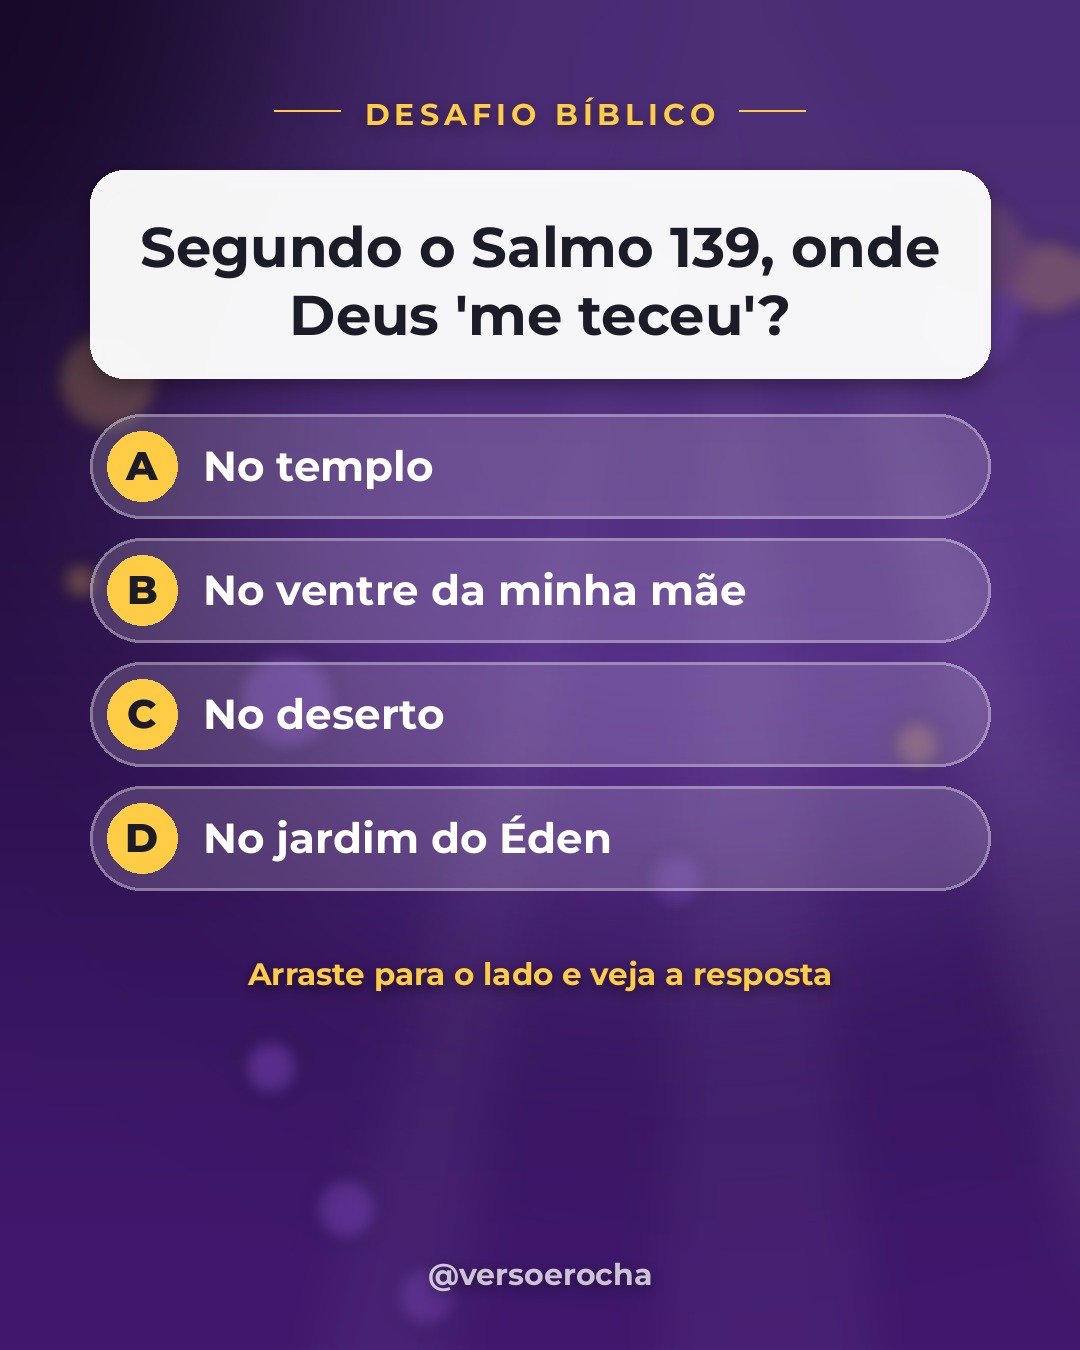 DESAFIO BÍBLICO
Segundo o Salmo 139, onde
Deus 'me teceu'?
A No templo
B No ventre da minha mãe
C No deserto
D No jardim do Éden
Arraste para o lado e veja a resposta
@versoerocha